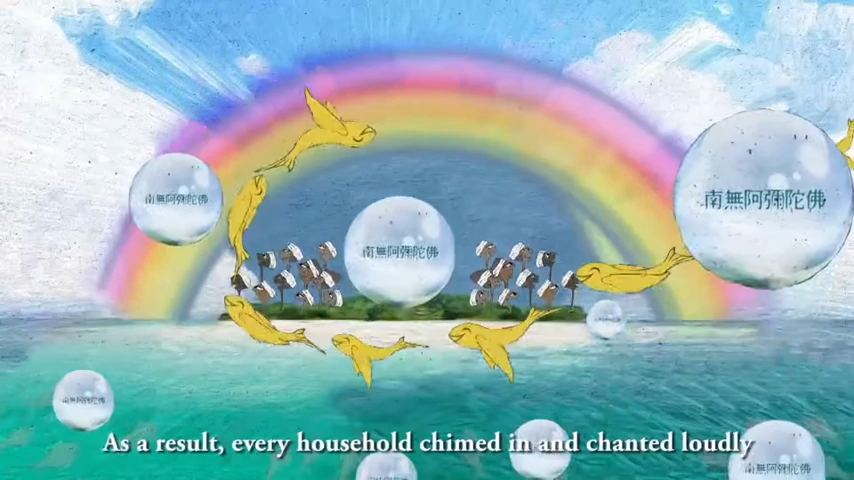 南無阿彌陀佛
南無阿彌陀佛
南無阿彌陀佛
南無阿彌陀佛
As a result, every household chimed in and chanted loudly
南無阿彌陀佛